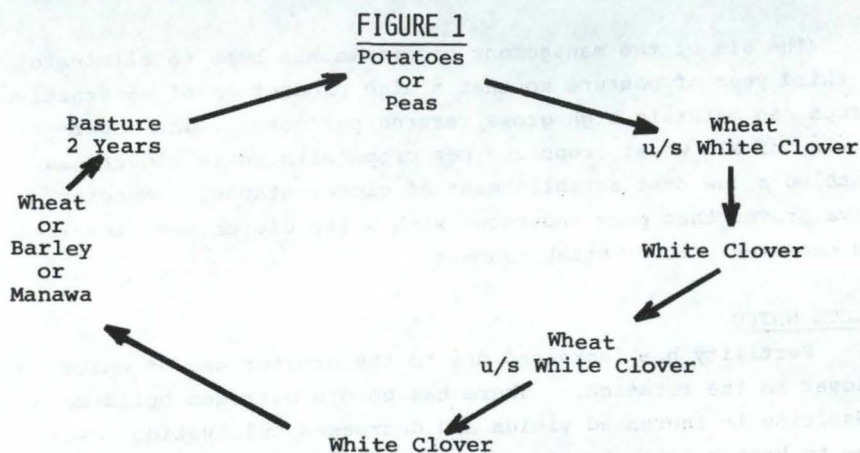 FIGURE 1
Potatoes
or
Peas
Wheat
u/s White Clover
White Clover
Wheat
u/s White Clover
White Clover
Wheat
or
Barley
or
Manawa
Pasture
2 Years